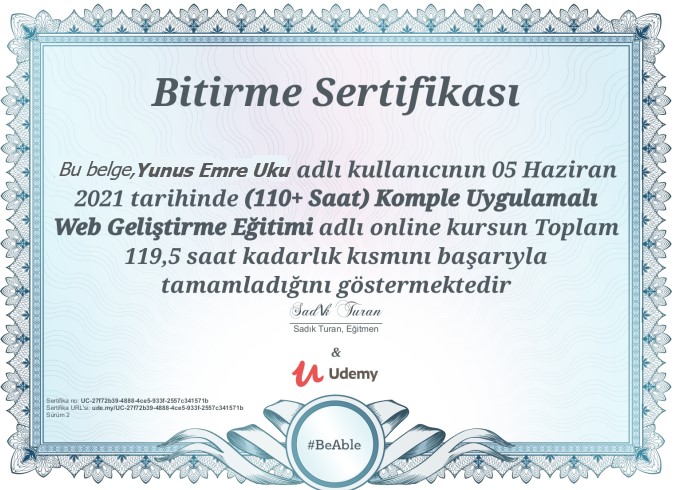 Bitirme Sertifikası
Bu belge,Yunus Emre Uku adlı kullanıcının 05 Haziran
2021 tarihinde (110+ Saat) Komple Uygulamalı
Web Geliştirme Eğitimi adlı online kursun Toplam
119,5 saat kadarlık kısmını başarıyla
tamamladığını göstermektedir
Sadık Turan
Sadık Turan, Eğitmen
&
Udemy
Sertifika no: UC-27f72b39-4888-4ce5-933f-2557c341571b
Sertifika URL'si: ude.my/UC-27f72b39-4888-4ce5-933f-2557c341571b
Sürüm 2
#BeAble